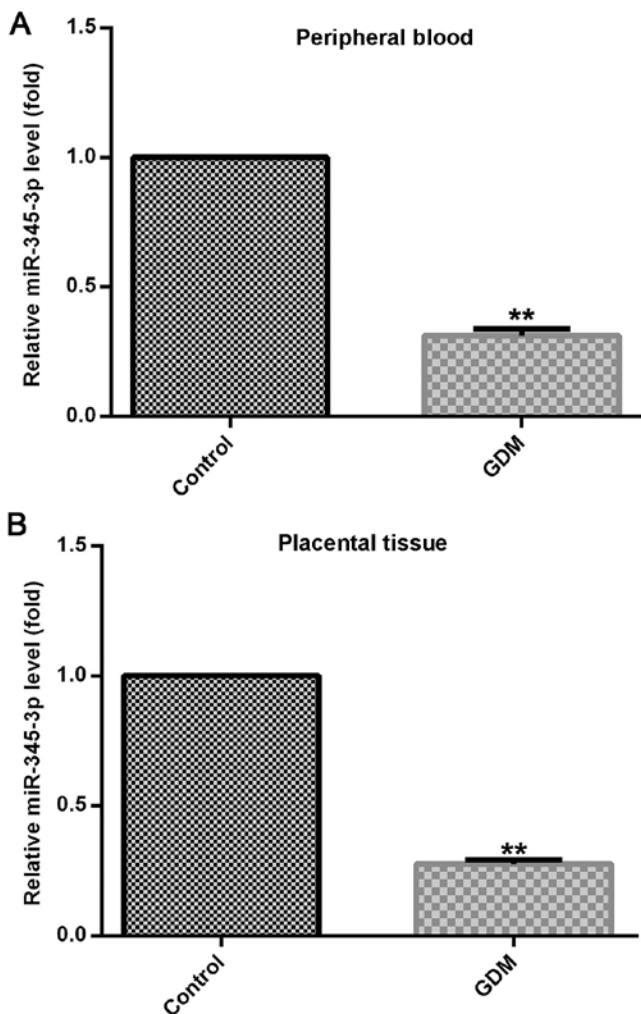 A
Peripheral blood
Relative miR-345-3p level (fold)
1.5
1.0
0.5
0.0
**
Control
GDM
B
Placental tissue
Relative miR-345-3p level (fold)
1.5
1.0
0.5
0.0
**
Control
GDM